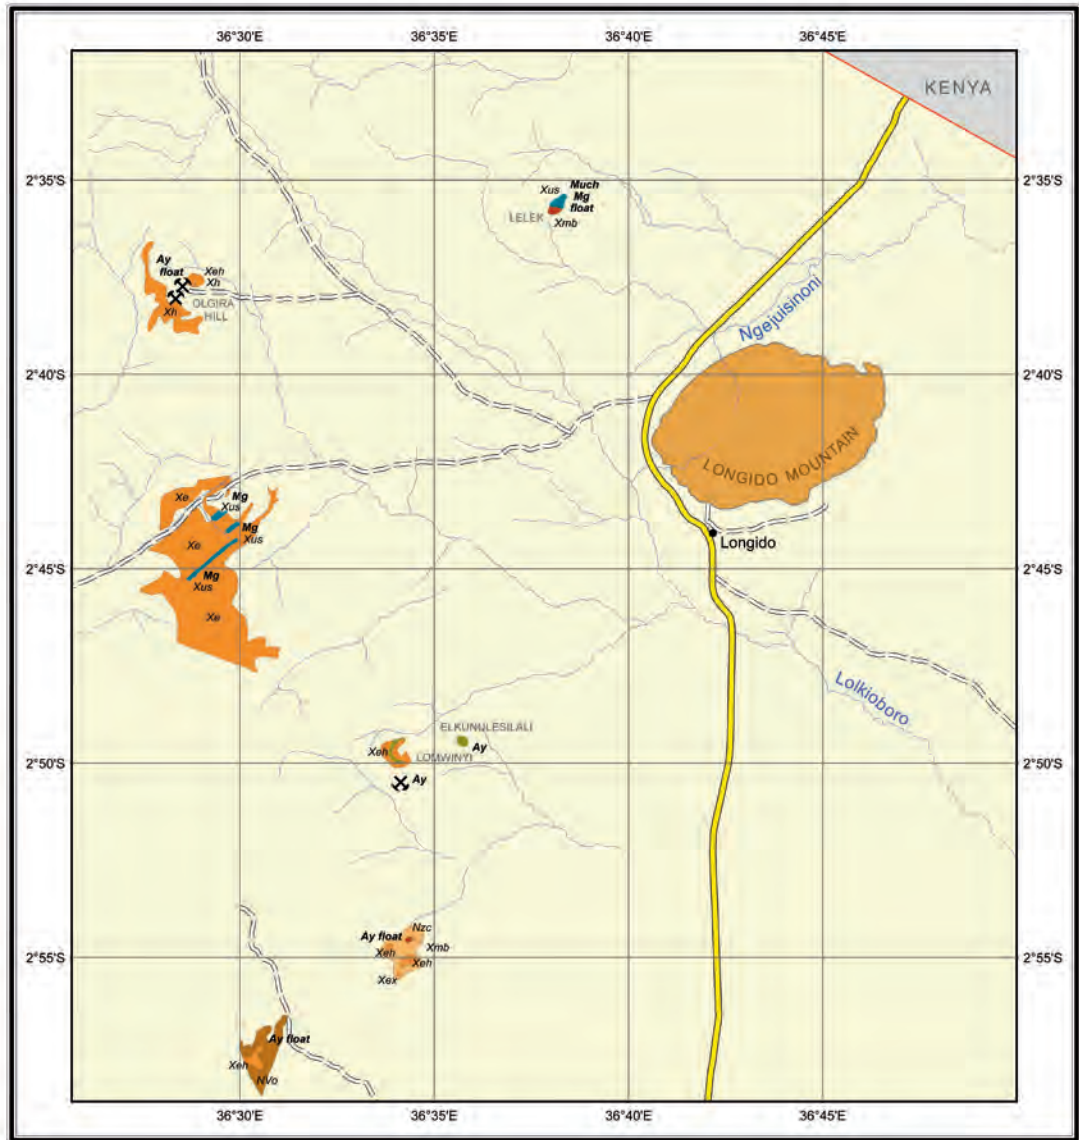 36°30'E
36°35'E
36°40'E
36°45'E
KENYA
2°35'S
2°35'S
Xus
Much
Mg
float
LELEK
Xmb
Ay
float
Xeh
Xh
OLGIRA
HILL
Xh
Ngejuisinoni
2°40'S
2°40'S
LONGIDO MOUNTAIN
Xe
Mg
Xus
Mg
Xus
Xe
Longido
2°45'S
2°45'S
Mg
Xus
Xe
Lolkioboro
ELKUNULESILALI
Ay
Xeh
LOMWINYI
2°50'S
2°50'S
Ay
Nzc
Ay float
Xmb
Xeh
Xeh
2°55'S
2°55'S
Xex
Ay float
Xeh
NVo
36°30'E
36°35'E
36°40'E
36°45'E